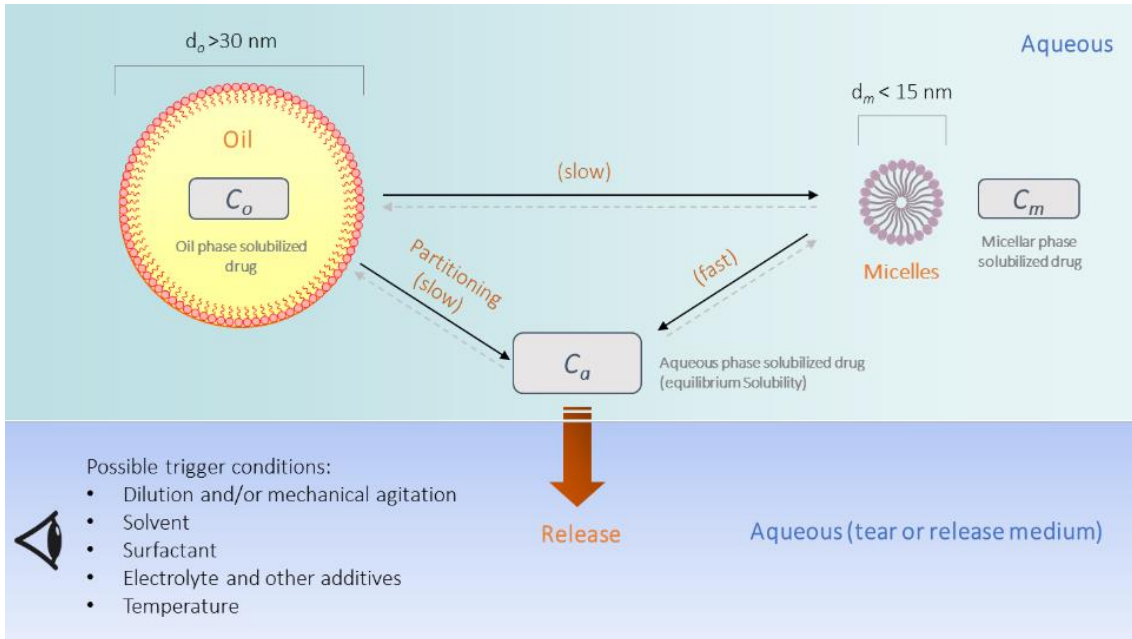 d_o >30 nm
Aqueous
d_m < 15 nm
Oil
(slow)
C_o
C_m
Oil phase solubilized
drug
Micellar phase
solubilized drug
Partitioning
(slow)
(fast)
Micelles
C_a
Aqueous phase solubilized drug
(equilibrium Solubility)
Possible trigger conditions:
• Dilution and/or mechanical agitation
• Solvent
• Surfactant
• Electrolyte and other additives
• Temperature
Release
Aqueous (tear or release medium)